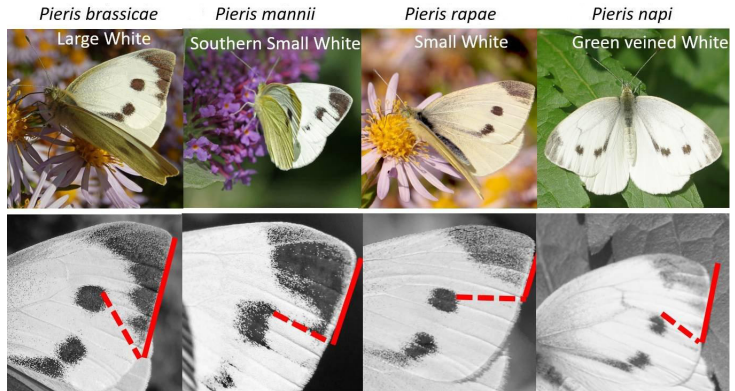 Pieris brassicae
Large White
Pieris mannii
Southern Small White
Pieris rapae
Small White
Pieris napi
Green veined White